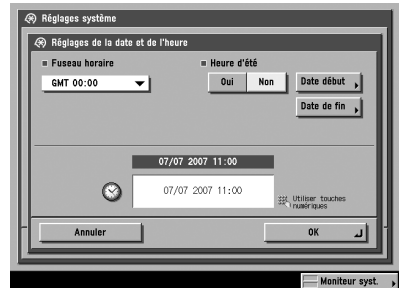 Réglages système
Réglages de la date et de l'heure
Fuseau horaire
Heure d'été
GMT 00:00
Oui
Non
Date début
Date de fin
07/07 2007 11:00
07/07 2007 11:00
Utiliser touches
numériques
Annuler
OK
Moniteur syst.